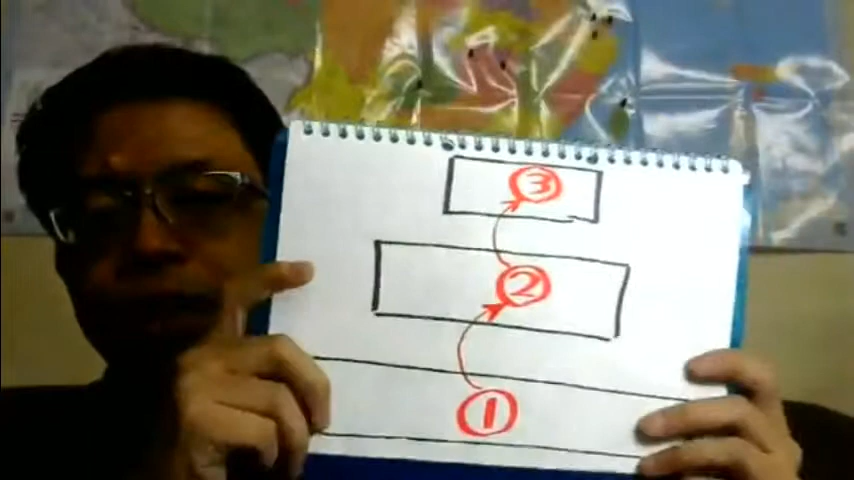 ③
②
①